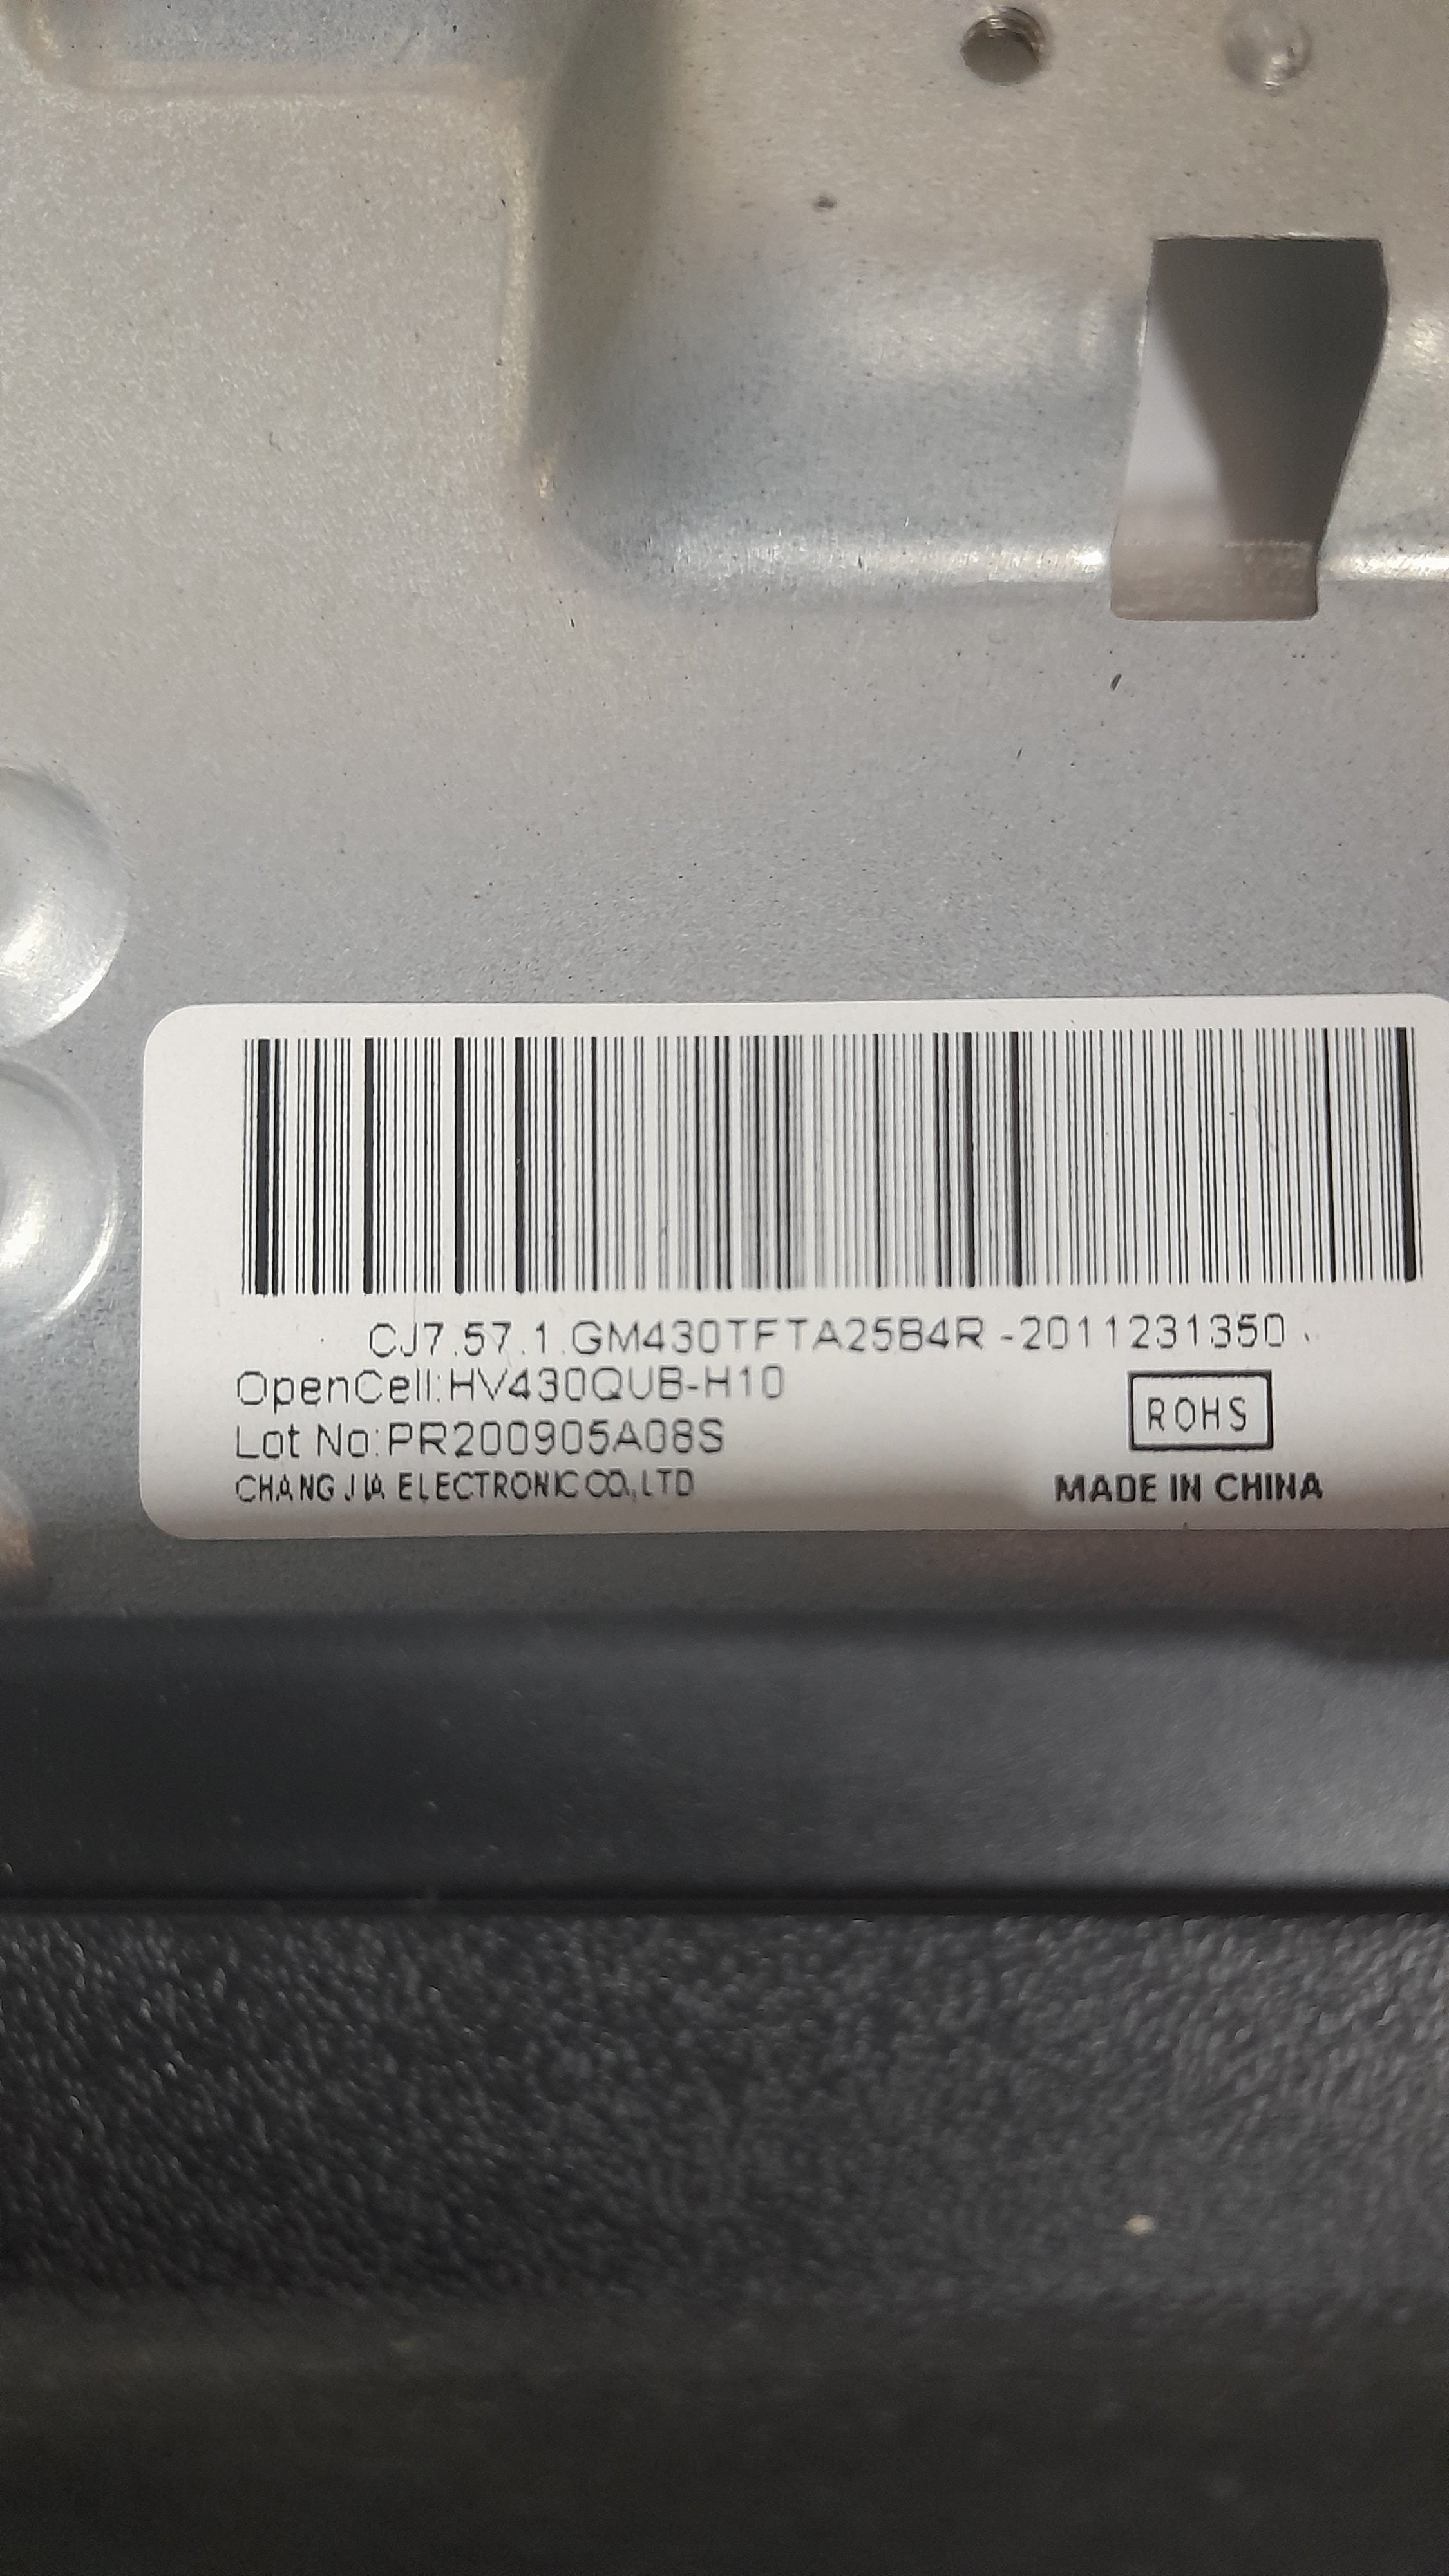 CJ7.57.1.GM430TFTA25B4R -2011231350
OpenCell:HV430QUB-H10
Lot No:PR200905A08S
CHANG JIA ELECTRONIC CO.,LTD
ROHS
MADE IN CHINA